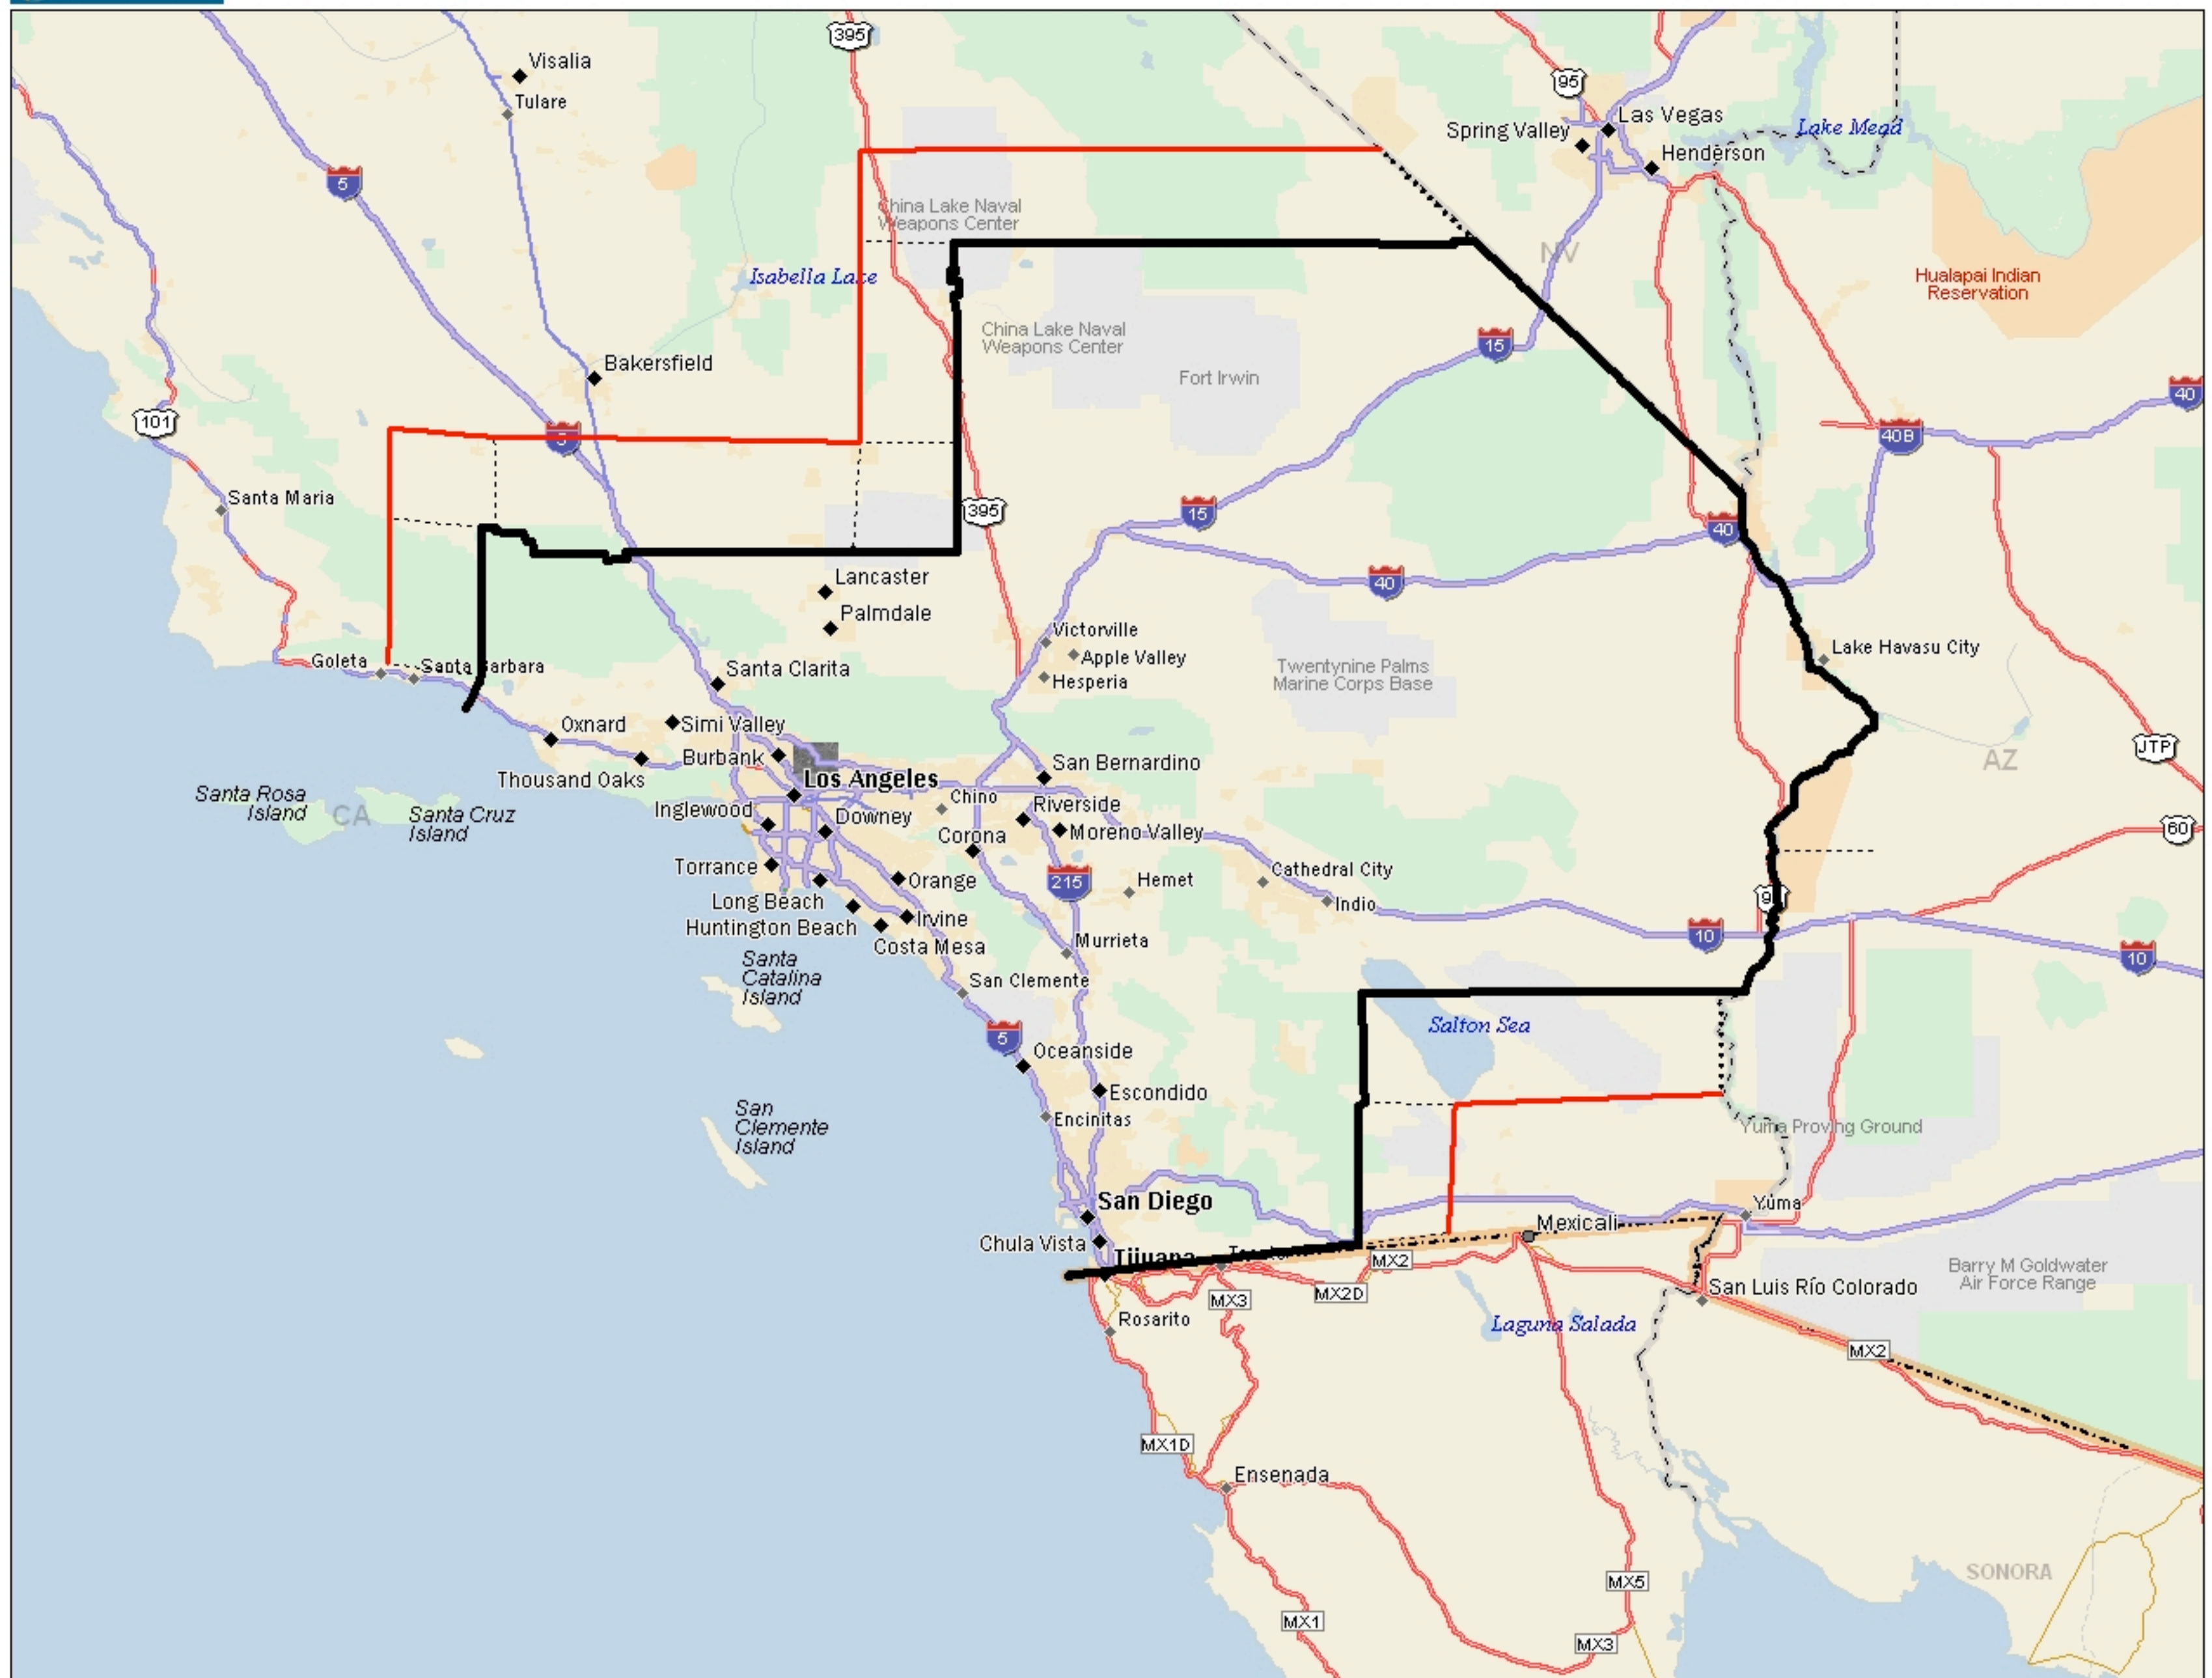 395
Visalia
Tulare
95
Las Vegas
Spring Valley
Henderson
Lake Mead
5
China Lake Naval
Weapons Center
NV
Isabella Lake
Hualapai Indian
Reservation
China Lake Naval
Weapons Center
15
Bakersfield
Fort Irwin
40
101
5
40B
Santa Maria
395
15
40
Lancaster
40
Palmdale
Victorville
Apple Valley
Hesperia
Lake Havasu City
Goleta
Santa Barbara
Santa Clarita
Twentynine Palms
Marine Corps Base
Oxnard
Simi Valley
Burbank
San Bernardino
JTP
AZ
Thousand Oaks
Los Angeles
Santa Rosa
Island
CA
Santa Cruz
Island
Inglewood
Downey
Chino
Riverside
Corona
Moreno Valley
60
Torrance
Orange
215
Hemet
Cathedral City
Indio
Long Beach
Huntington Beach
Irvine
Costa Mesa
Murrieta
10
10
Santa
Catalina
Island
San Clemente
5
Salton Sea
Oceanside
Escondido
Encinitas
San
Clemente
Island
Yuma Proving Ground
San Diego
Chula Vista
Tijuana
Mexicali
Yuma
MX2
MX2D
MX3
San Luis Río Colorado
Barry M Goldwater
Air Force Range
Rosarito
Laguna Salada
MX2
MX1D
Ensenada
MX5
SONORA
MX1
MX3